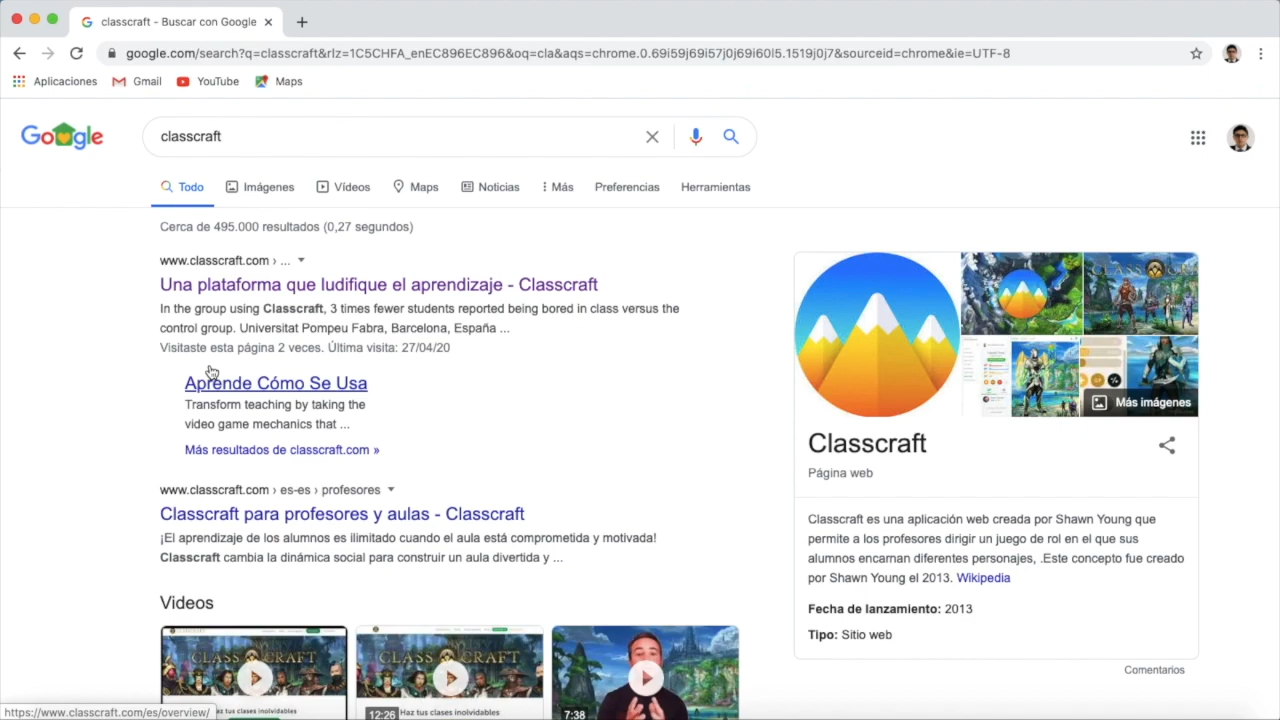 classcraft - Buscar con Google
google.com/search?q=classcraft&rlz=1C5CHFA_enEC896EC896&oq=cla&aqs=chrome.0.69i59j69i57j0j69i60l5.1519j0j7&sourceid=chrome&ie=UTF-8
Aplicaciones Gmail YouTube Maps
Google
classcraft
Todo Imágenes Vídeos Maps Noticias Más Preferencias Herramientas
Cerca de 495.000 resultados (0,27 segundos)
www.classcraft.com › ...
Una plataforma que ludifique el aprendizaje - Classcraft
In the group using Classcraft, 3 times fewer students reported being bored in class versus the
control group. Universitat Pompeu Fabra, Barcelona, España ...
Visitaste esta página 2 veces. Última visita: 27/04/20
Aprende Cómo Se Usa
Transform teaching by taking the
video game mechanics that ...
Más resultados de classcraft.com »
www.classcraft.com › es-es › profesores
Classcraft para profesores y aulas - Classcraft
¡El aprendizaje de los alumnos es ilimitado cuando el aula está comprometida y motivada!
Classcraft cambia la dinámica social para construir un aula divertida y ...
Videos
CLASSCRAFT
Haz tus clases inolvidables
CLASSCRAFT
12:26
Haz tus clases inolvidables
7:38
Más imágenes
Classcraft
Página web
Classcraft es una aplicación web creada por Shawn Young que
permite a los profesores dirigir un juego de rol en el que sus
alumnos encarnan diferentes personajes, .Este concepto fue creado
por Shawn Young el 2013. Wikipedia
Fecha de lanzamiento: 2013
Tipo: Sitio web
Comentarios
https://www.classcraft.com/es/overview/